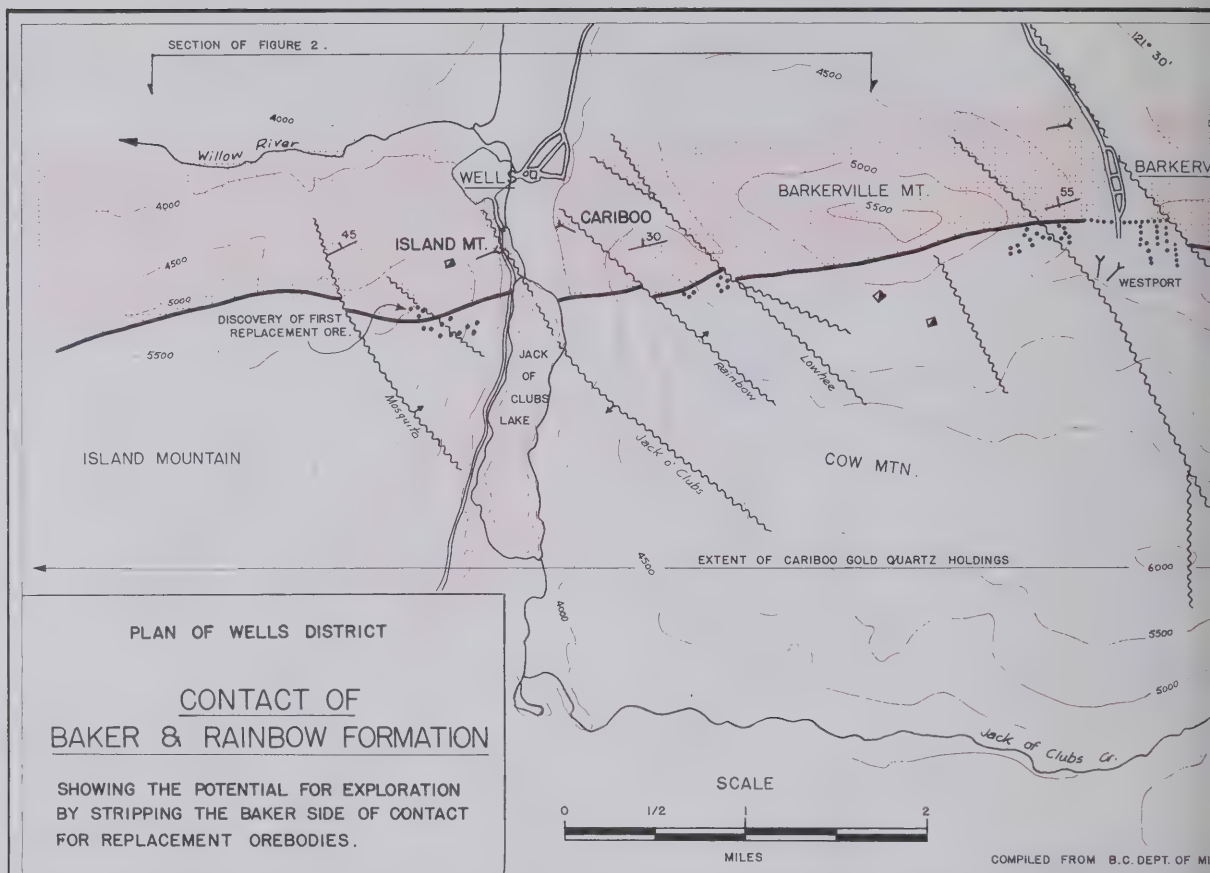 SECTION OF FIGURE 2 .
121° 30'
4500
4000
Willow River
WELLS
5000
BARKERVILLE MT.
5500
BARKERV
4000
CARIBOO
55
45
ISLAND MT.
30
4500
5000
DISCOVERY OF FIRST
REPLACEMENT ORE.
WESTPORT
5500
JACK
OF
CLUBS
LAKE
Mosquito
Rainbow
Lowhee
Jack o' Clubs
ISLAND MOUNTAIN
COW MTN.
4500
EXTENT OF CARIBOO GOLD QUARTZ HOLDINGS
6000
4000
5500
5000
Jack of Clubs Cr.
PLAN OF WELLS DISTRICT
CONTACT OF
BAKER & RAINBOW FORMATION
SHOWING THE POTENTIAL FOR EXPLORATION
BY STRIPPING THE BAKER SIDE OF CONTACT
FOR REPLACEMENT OREBODIES.
SCALE
0 1/2 1 2
MILES
COMPILED FROM B.C. DEPT. OF MI